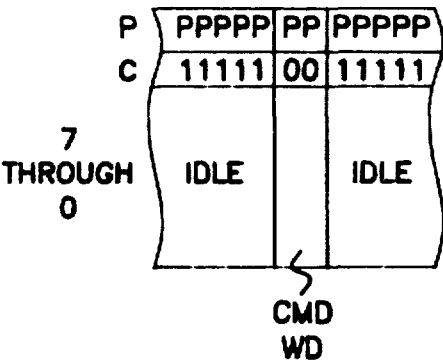 P PPPPP PP PPPPP
C 11111 00 11111
7
THROUGH IDLE IDLE
0
CMD
WD